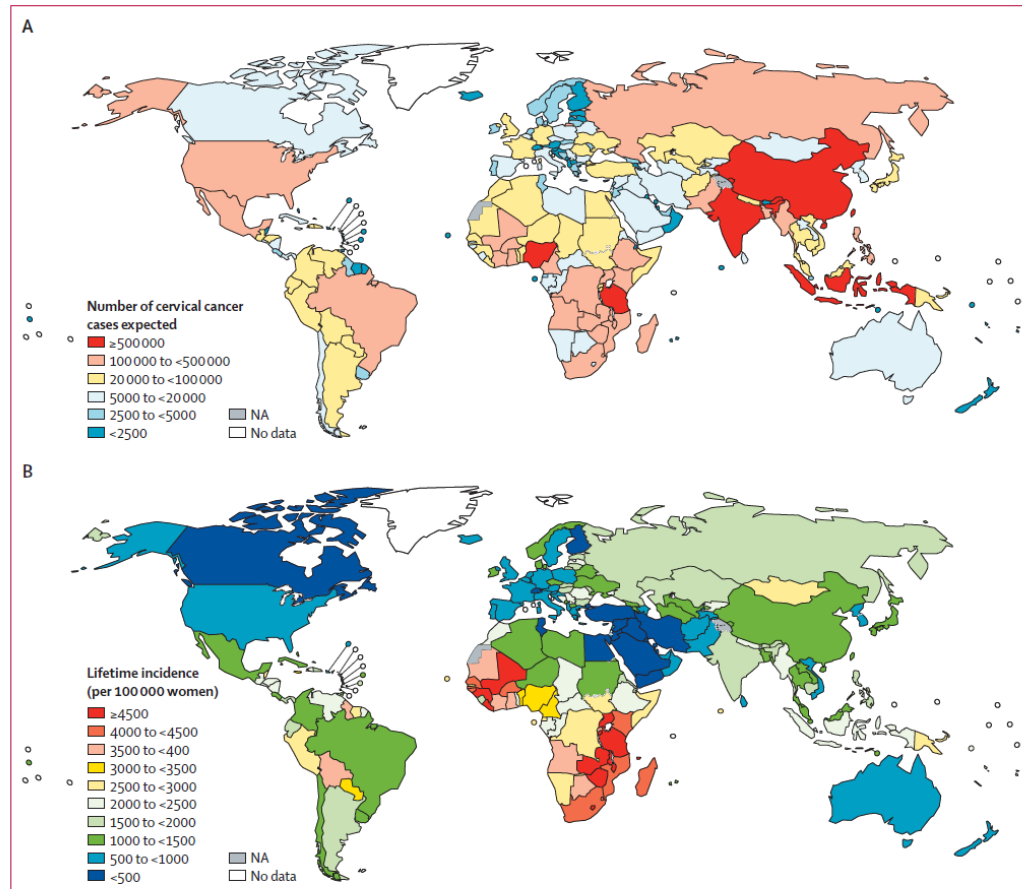 A
Number of cervical cancer
cases expected
≥500 000
100 000 to <500 000
20 000 to <100 000
5000 to <20 000
2500 to <5000
<2500
NA
No data
B
Lifetime incidence
(per 100 000 women)
≥4500
4000 to <4500
3500 to <400
3000 to <3500
2500 to <3000
2000 to <2500
1500 to <2000
1000 to <1500
500 to <1000
<500
NA
No data